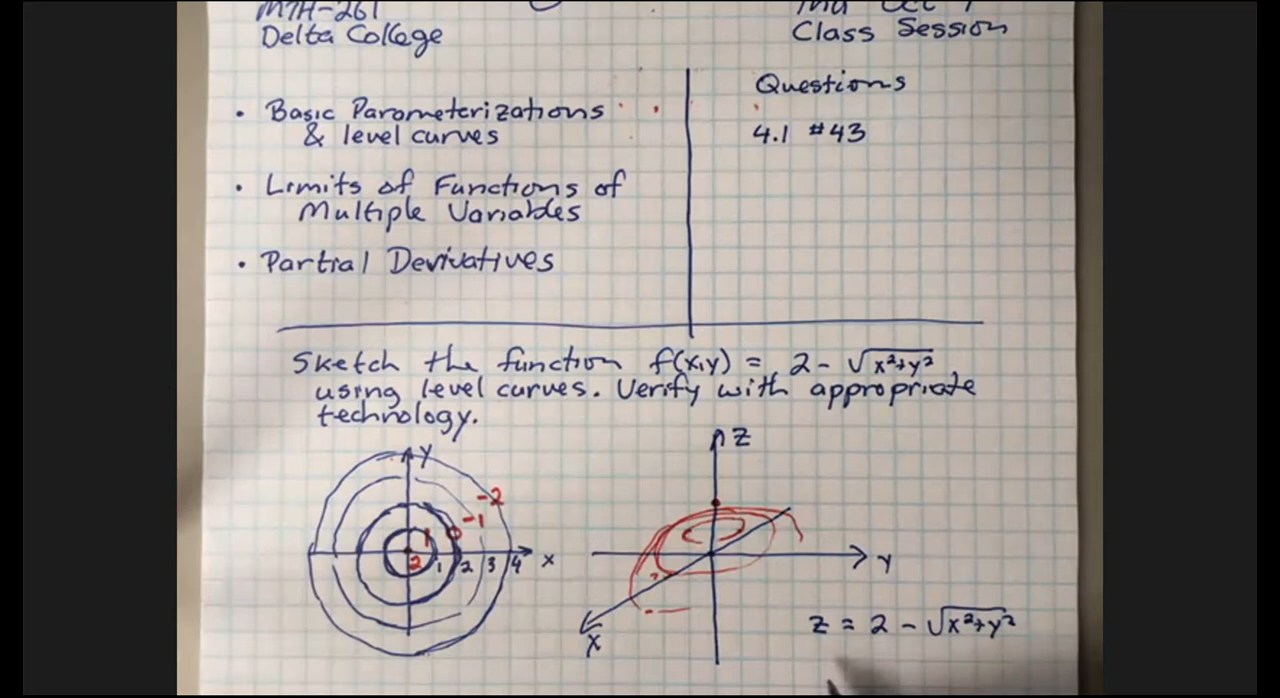 MTH-261
Delta College
Class Session
Questions
• Basic Parameterizations
& level curves
4.1 #43
• Limits of Functions of
Multiple Variables
• Partial Derivatives
Sketch the function f(x,y) = 2 - √x²+y²
using level curves. Verify with appropriate
technology.
y
z
-2
-1
1
0
2
1
2
3
4
x
y
x
z = 2 - √x²+y²